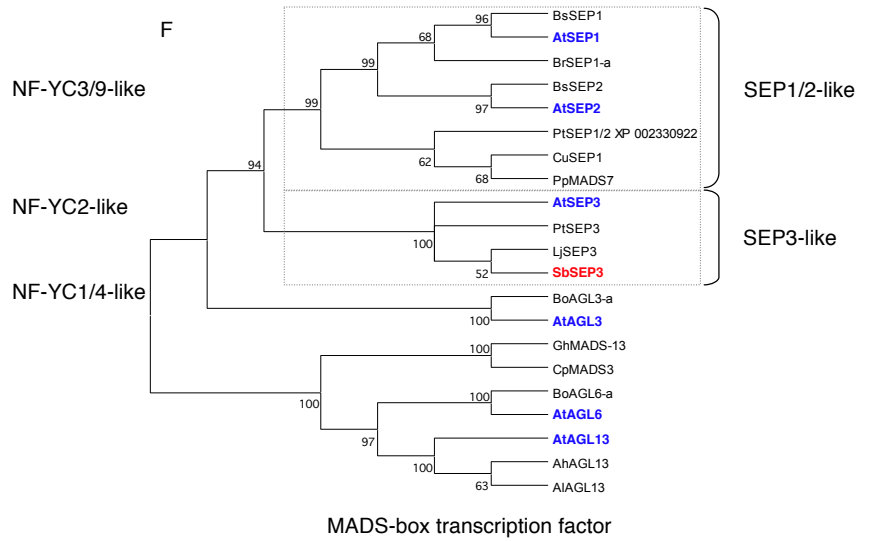 F
NF-YC3/9-like
NF-YC2-like
NF-YC1/4-like
96
68
99
99
97
62
68
94
100
52
100
100
100
100
97
100
63
BsSEP1
AtSEP1
BrSEP1-a
BsSEP2
AtSEP2
PtSEP1/2 XP 002330922
CuSEP1
PpMADS7
AtSEP3
PtSEP3
LjSEP3
SbSEP3
BoAGL3-a
AtAGL3
GhMADS-13
CpMADS3
BoAGL6-a
AtAGL6
AtAGL13
AhAGL13
AlAGL13
SEP1/2-like
SEP3-like
MADS-box transcription factor